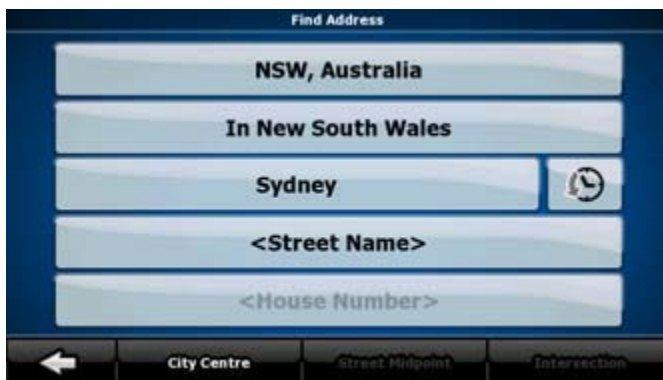 Find Address
NSW, Australia
In New South Wales
Sydney
<Street Name>
<House Number>
City Centre
Street Midpoint
Intersection